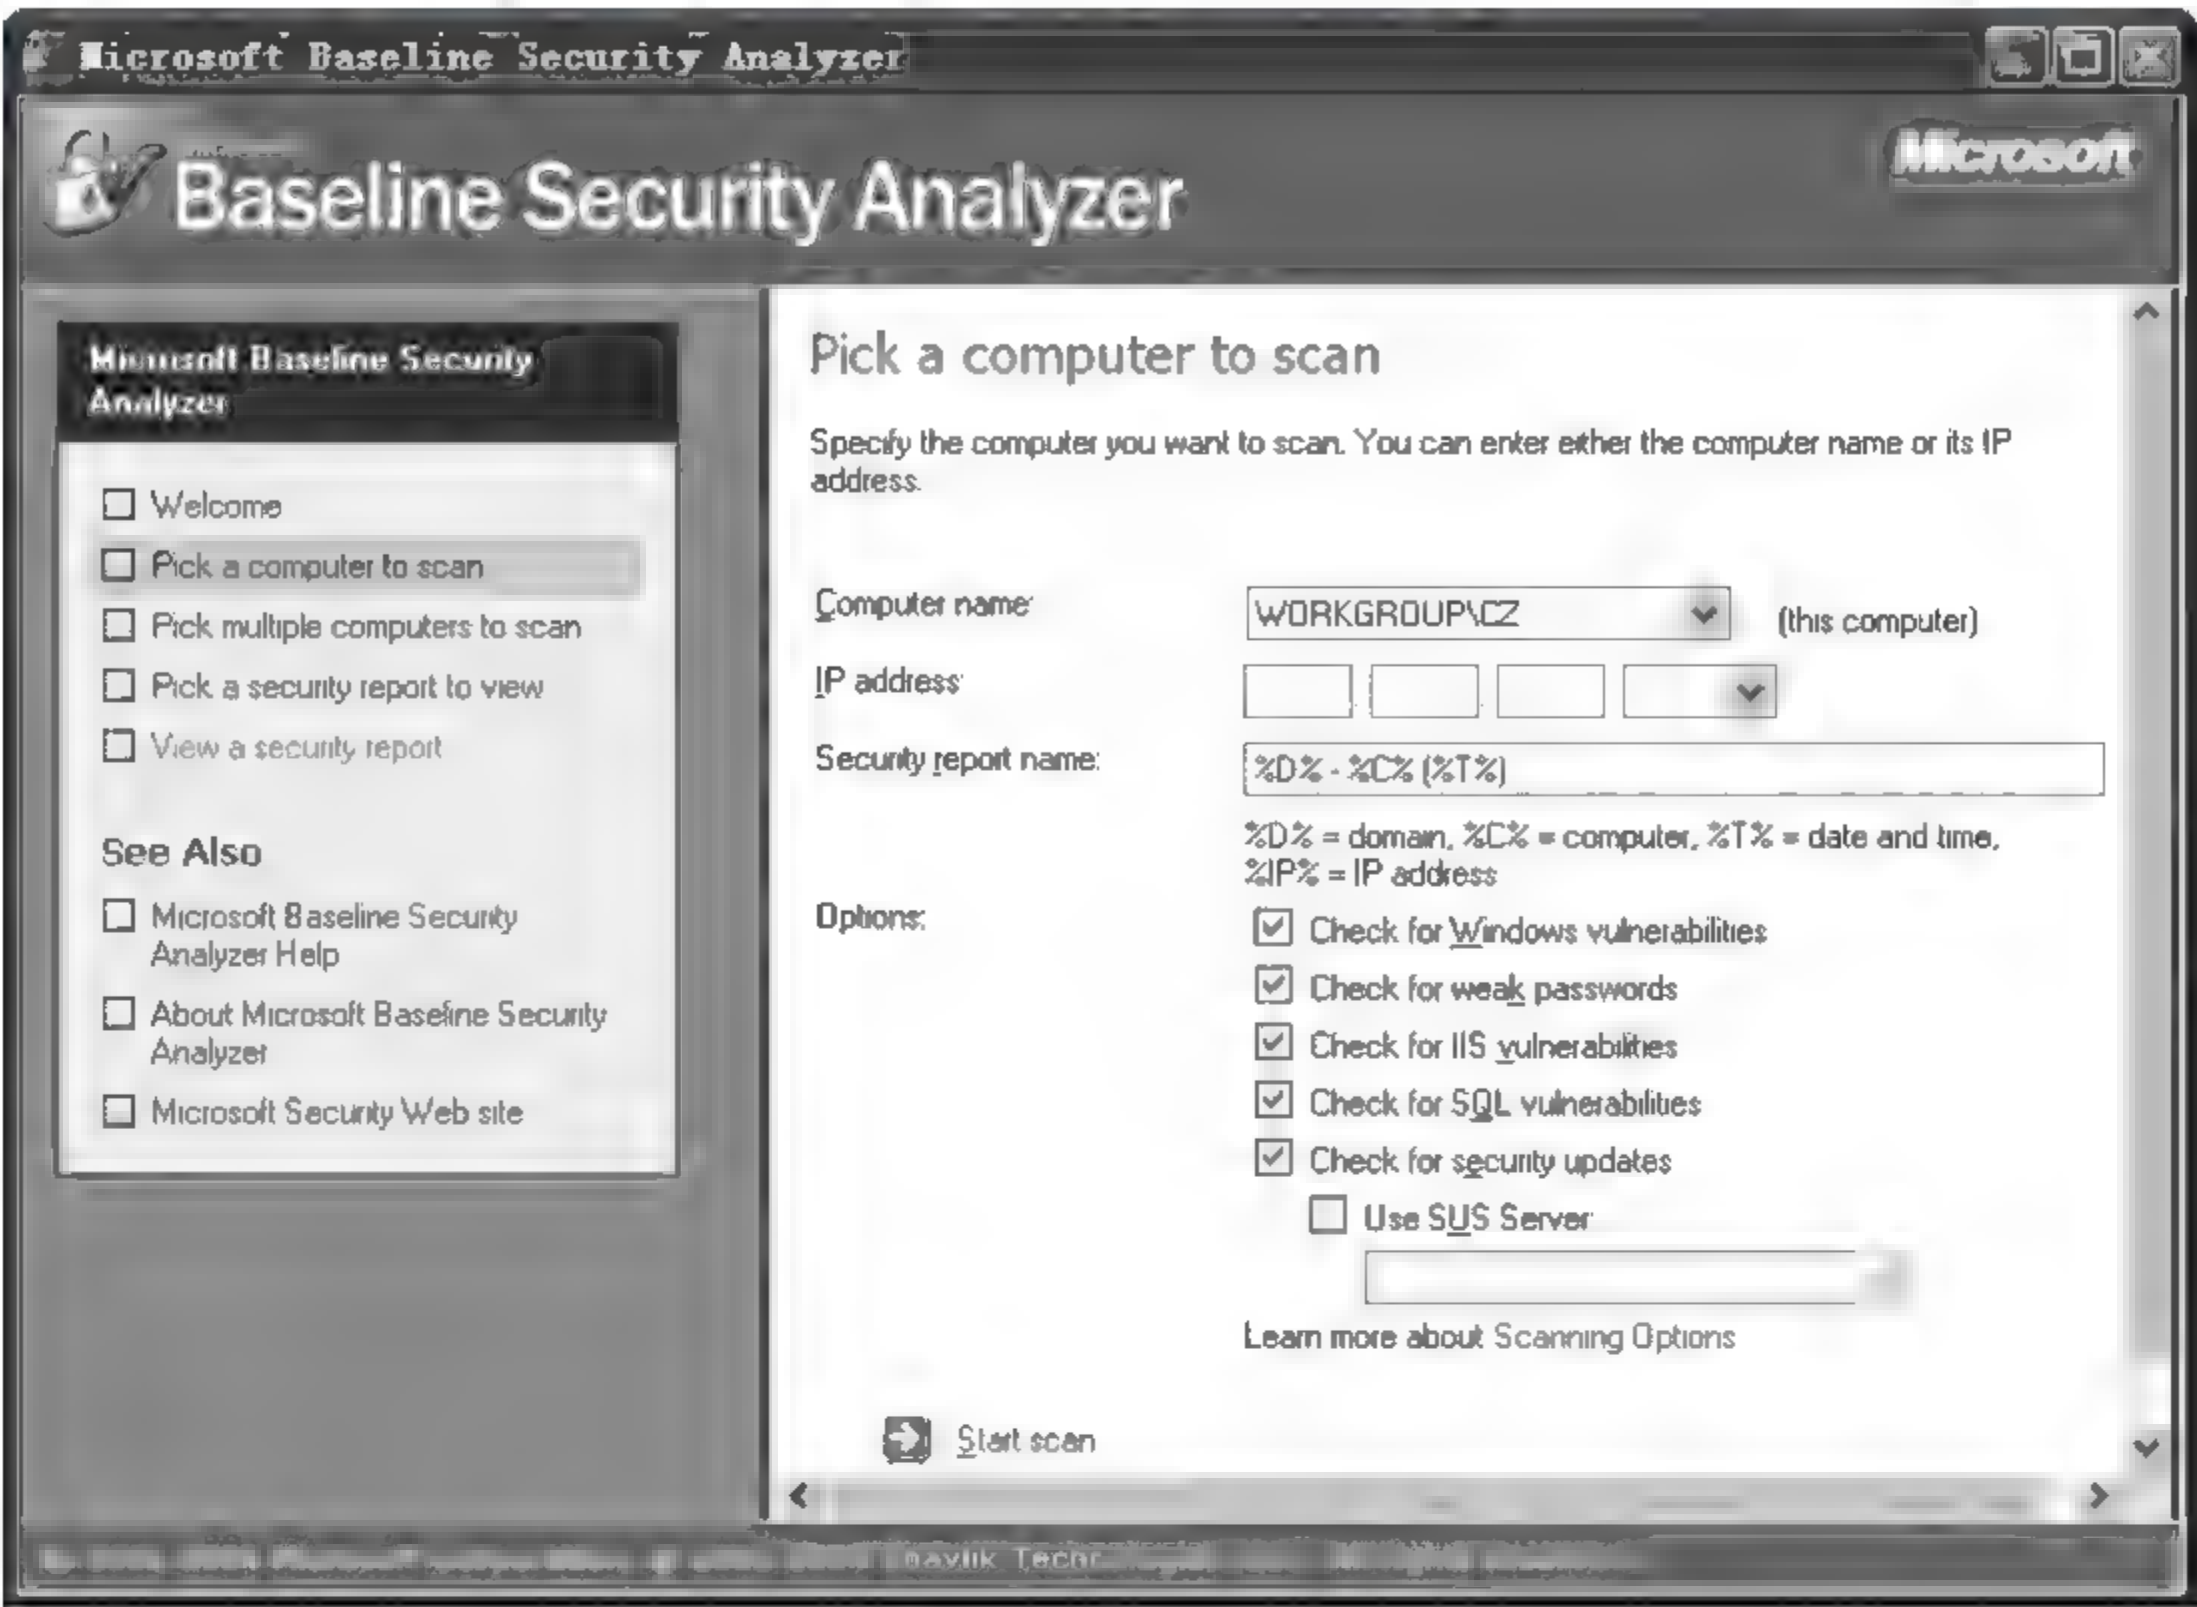 Microsoft Baseline Security Analyzer
Microsoft
Baseline Security Analyzer
Microsoft Baseline Security
Analyzer
Welcome
Pick a computer to scan
Pick multiple computers to scan
Pick a security report to view
View a security report
See Also
Microsoft Baseline Security
Analyzer Help
About Microsoft Baseline Security
Analyzer
Microsoft Security Web site
Pick a computer to scan
Specify the computer you want to scan. You can enter either the computer name or its IP
address.
Computer name:
WORKGROUP\CZ
(this computer)
IP address:
Security report name:
%D% - %C% (%T%)
%D% = domain, %C% = computer, %T% = date and time,
%IP% = IP address
Options:
Check for Windows vulnerabilities
Check for weak passwords
Check for IIS vulnerabilities
Check for SQL vulnerabilities
Check for security updates
Use SUS Server
Learn more about Scanning Options
Start scan